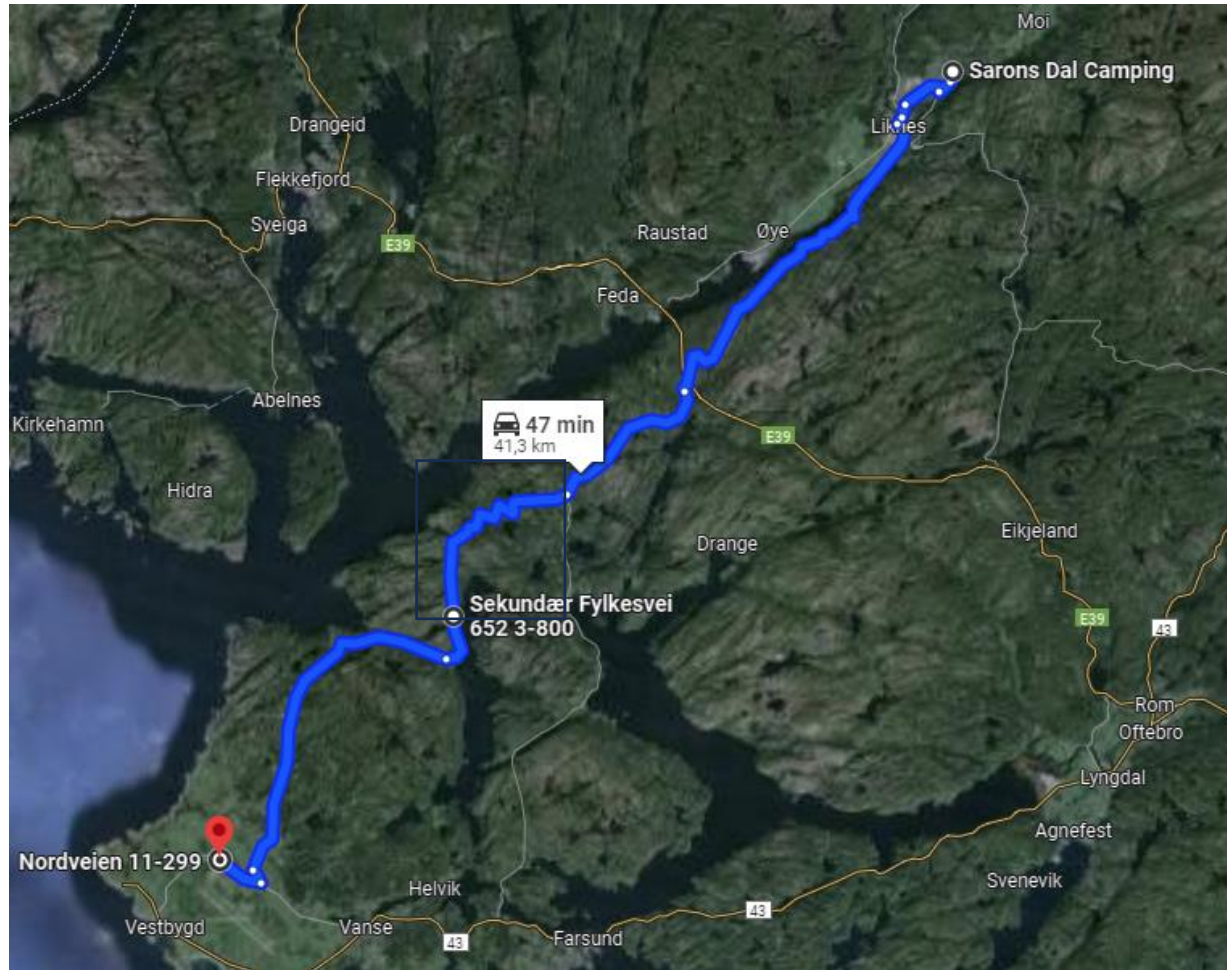 Moi
Sarons Dal Camping
Drangeid
Liknes
Flekkefjord
Sveiga
Raustad
Øye
E39
Feda
Abelnes
Kirkehamn
47 min
41,3 km
E39
Hidra
Eikjeland
Drange
Sekundær Fylkesvei
652 3-800
E39
43
Rom
Oftebro
Lyngdal
Agnefest
Nordveien 11-299
Svenevik
Helvik
43
Vestbygd
Vanse
43
Farsund